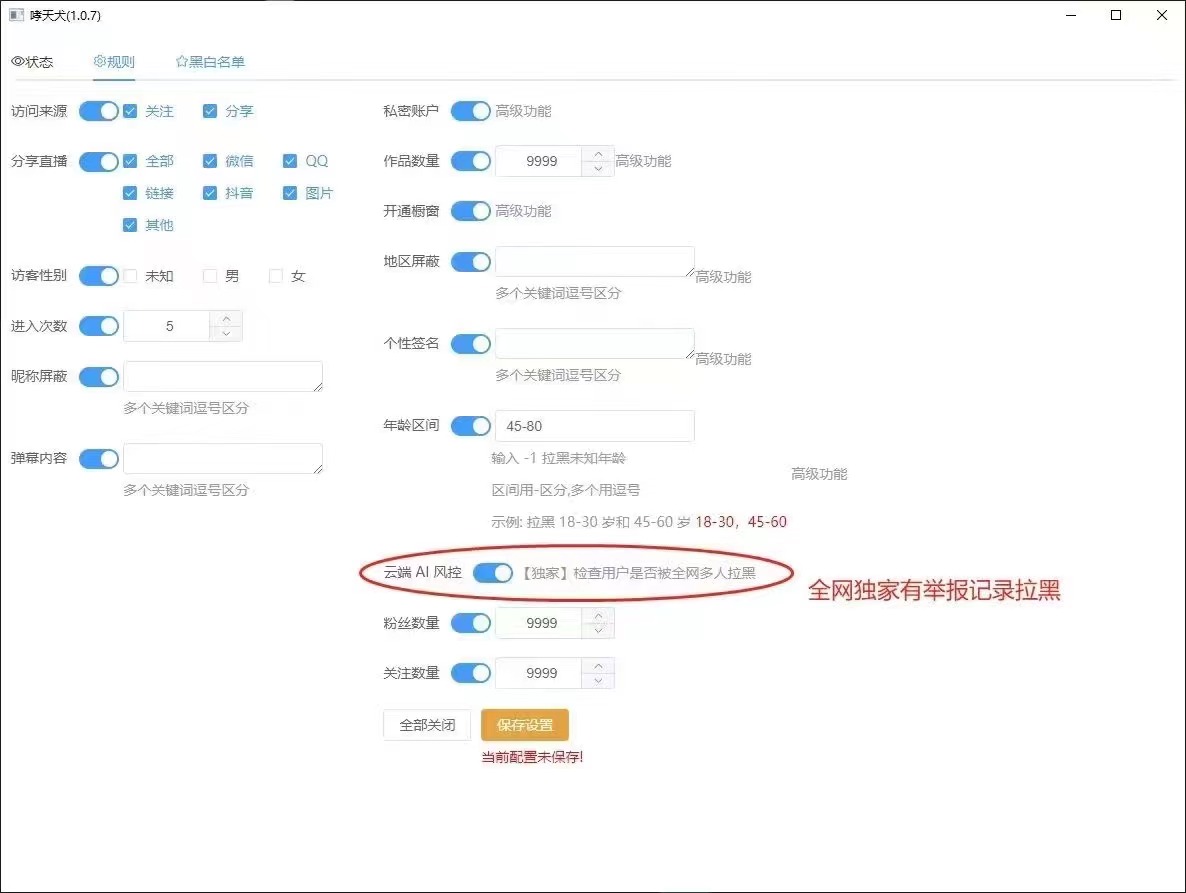 哮天犬(1.0.7)
状态 规则 黑白名单
访问来源 关注 分享
分享直播 全部 微信 QQ
链接 抖音 图片
其他
访客性别 未知 男 女
进入次数 5
昵称屏蔽
多个关键词逗号区分
弹幕内容
多个关键词逗号区分
私密账户 高级功能
作品数量 9999 高级功能
开通橱窗 高级功能
地区屏蔽 高级功能
多个关键词逗号区分
个性签名 高级功能
多个关键词逗号区分
年龄区间 45-80
输入 -1 拉黑未知年龄
高级功能
区间用-区分,多个用逗号
示例: 拉黑 18-30 岁和 45-60 岁 18-30，45-60
云端 AI 风控 【独家】检查用户是否被全网多人拉黑
全网独家有举报记录拉黑
粉丝数量 9999
关注数量 9999
全部关闭 保存设置
当前配置未保存!